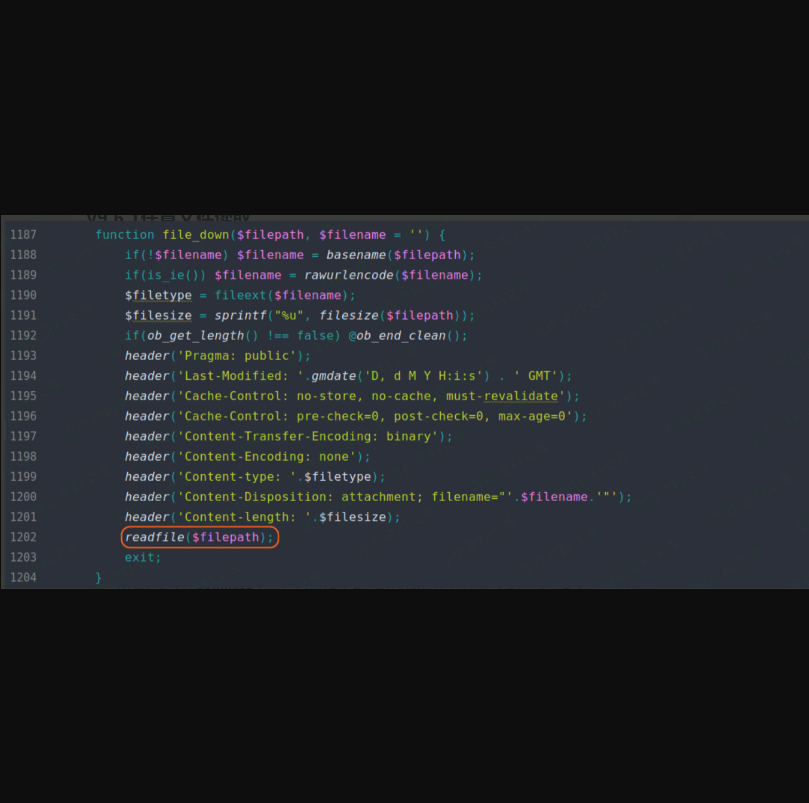 1187 function file_down($filepath, $filename = '') {
1188 if(!$filename) $filename = basename($filepath);
1189 if(is_ie()) $filename = rawurlencode($filename);
1190 $filetype = fileext($filename);
1191 $filesize = sprintf("%u", filesize($filepath));
1192 if(ob_get_length() !== false) @ob_end_clean();
1193 header('Pragma: public');
1194 header('Last-Modified: '.gmdate('D, d M Y H:i:s') . ' GMT');
1195 header('Cache-Control: no-store, no-cache, must-revalidate');
1196 header('Cache-Control: pre-check=0, post-check=0, max-age=0');
1197 header('Content-Transfer-Encoding: binary');
1198 header('Content-Encoding: none');
1199 header('Content-type: '.$filetype);
1200 header('Content-Disposition: attachment; filename="'.$filename.'"');
1201 header('Content-length: '.$filesize);
1202 readfile($filepath);
1203 exit;
1204 }